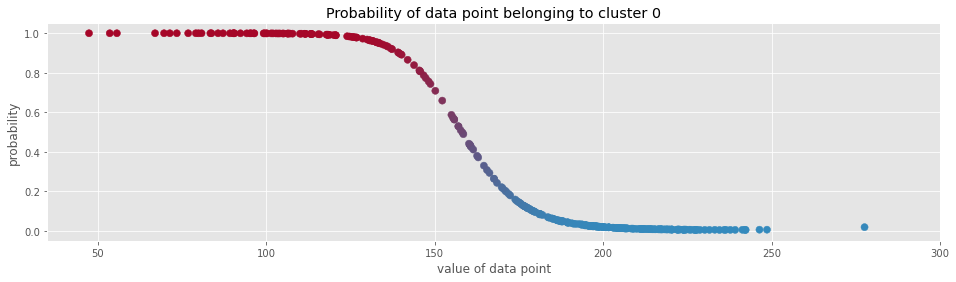 Probability of data point belonging to cluster 0
1.0
0.8
0.6
0.4
0.2
0.0
probability
50 100 150 200 250 300
value of data point